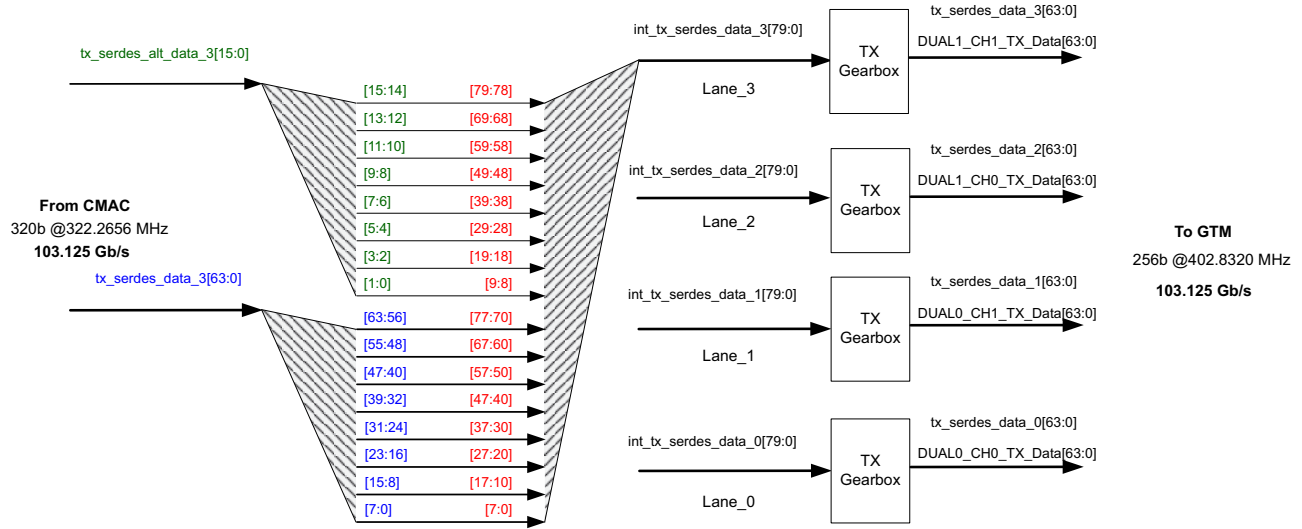 tx_serdes_alt_data_3[15:0]
[15:14] [79:78]
[13:12] [69:68]
[11:10] [59:58]
[9:8] [49:48]
[7:6] [39:38]
[5:4] [29:28]
[3:2] [19:18]
[1:0] [9:8]
From CMAC
320b @322.2656 MHz
103.125 Gb/s
tx_serdes_data_3[63:0]
[63:56] [77:70]
[55:48] [67:60]
[47:40] [57:50]
[39:32] [47:40]
[31:24] [37:30]
[23:16] [27:20]
[15:8] [17:10]
[7:0] [7:0]
int_tx_serdes_data_3[79:0]
Lane_3
TX
Gearbox
tx_serdes_data_3[63:0]
DUAL1_CH1_TX_Data[63:0]
int_tx_serdes_data_2[79:0]
Lane_2
TX
Gearbox
tx_serdes_data_2[63:0]
DUAL1_CH0_TX_Data[63:0]
int_tx_serdes_data_1[79:0]
Lane_1
TX
Gearbox
tx_serdes_data_1[63:0]
DUAL0_CH1_TX_Data[63:0]
int_tx_serdes_data_0[79:0]
Lane_0
TX
Gearbox
tx_serdes_data_0[63:0]
DUAL0_CH0_TX_Data[63:0]
To GTM
256b @402.8320 MHz
103.125 Gb/s